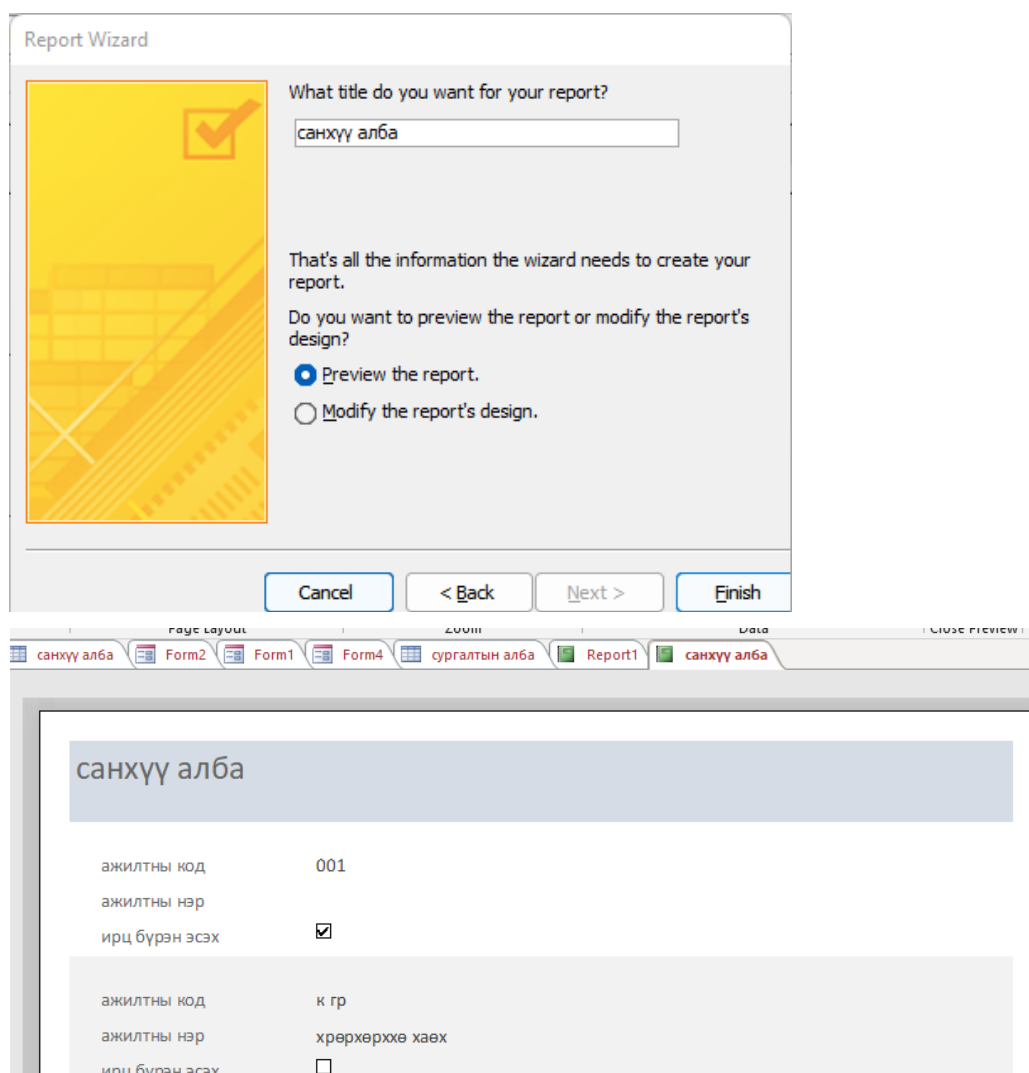 Report Wizard
What title do you want for your report?
санхүү алба
That's all the information the wizard needs to create your
report.
Do you want to preview the report or modify the report's
design?
Preview the report.
Modify the report's design.
Cancel < Back Next > Finish
Page Layout Zoom Data Close Preview
санхүү алба Form2 Form1 Form4 сургалтын алба Report1 санхүү алба
санхүү алба
ажилтны код 001
ажилтны нэр
ирц бүрэн эсэх
ажилтны код к гр
ажилтны нэр хрөрхөрххө хаөх
ирц бүрэн эсэх